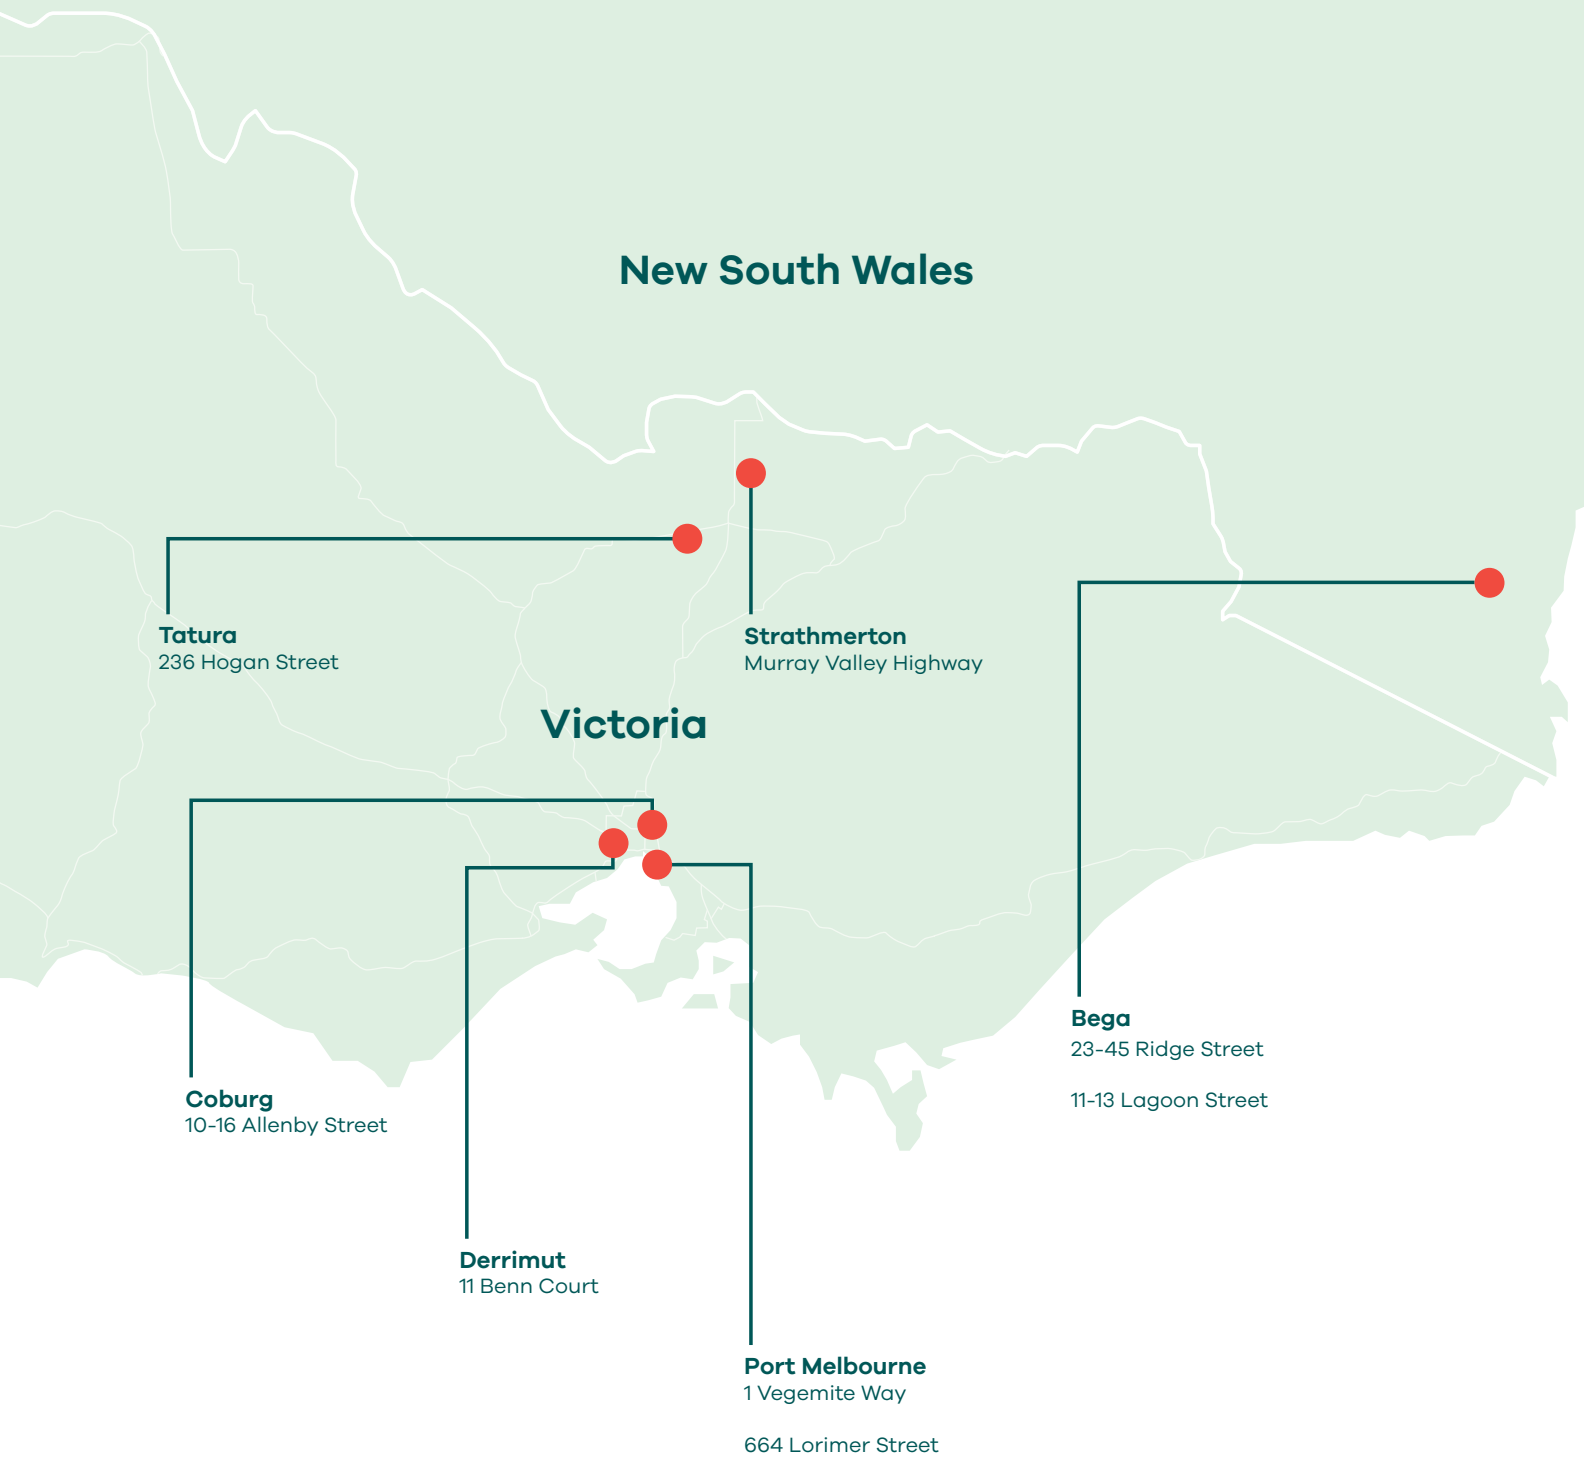 New South Wales
Tatura
236 Hogan Street
Strathmerton
Murray Valley Highway
Victoria
Bega
23-45 Ridge Street
11-13 Lagoon Street
Coburg
10-16 Allenby Street
Derrimut
11 Benn Court
Port Melbourne
1 Vegemite Way
664 Lorimer Street